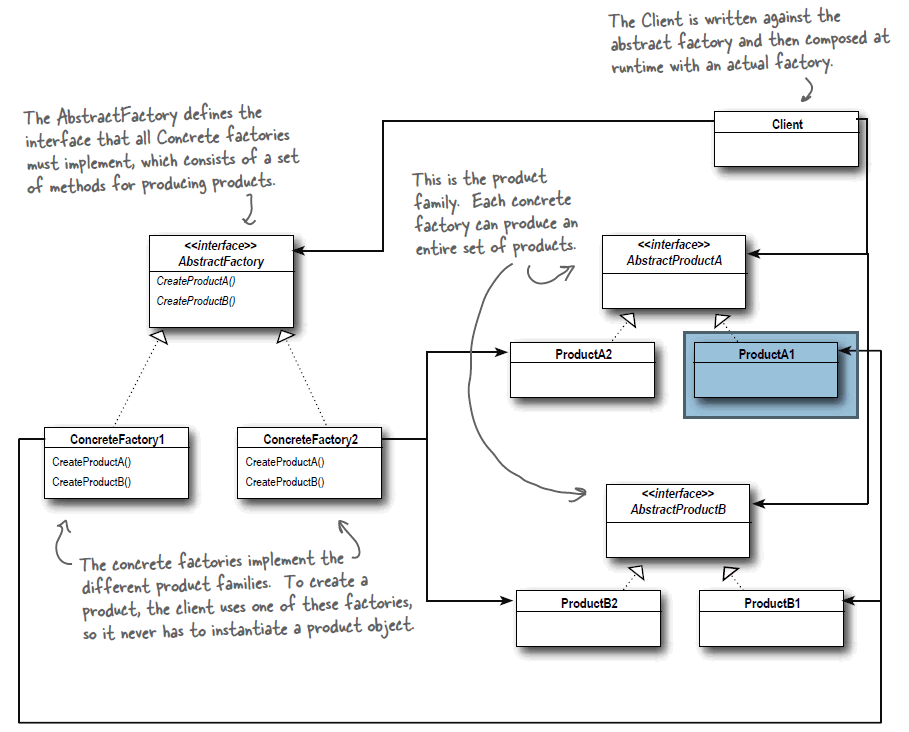 The Client is written against the
abstract factory and then composed at
runtime with an actual factory.
Client
The AbstractFactory defines the
interface that all Concrete factories
must implement, which consists of a set
of methods for producing products.
This is the product
family. Each concrete
factory can produce an
entire set of products.
<<interface>>
AbstractFactory
CreateProductA()
CreateProductB()
<<interface>>
AbstractProductA
ProductA2
ProductA1
ConcreteFactory1
CreateProductA()
CreateProductB()
ConcreteFactory2
CreateProductA()
CreateProductB()
<<interface>>
AbstractProductB
The concrete factories implement the
different product families. To create a
product, the client uses one of these factories,
so it never has to instantiate a product object.
ProductB2
ProductB1